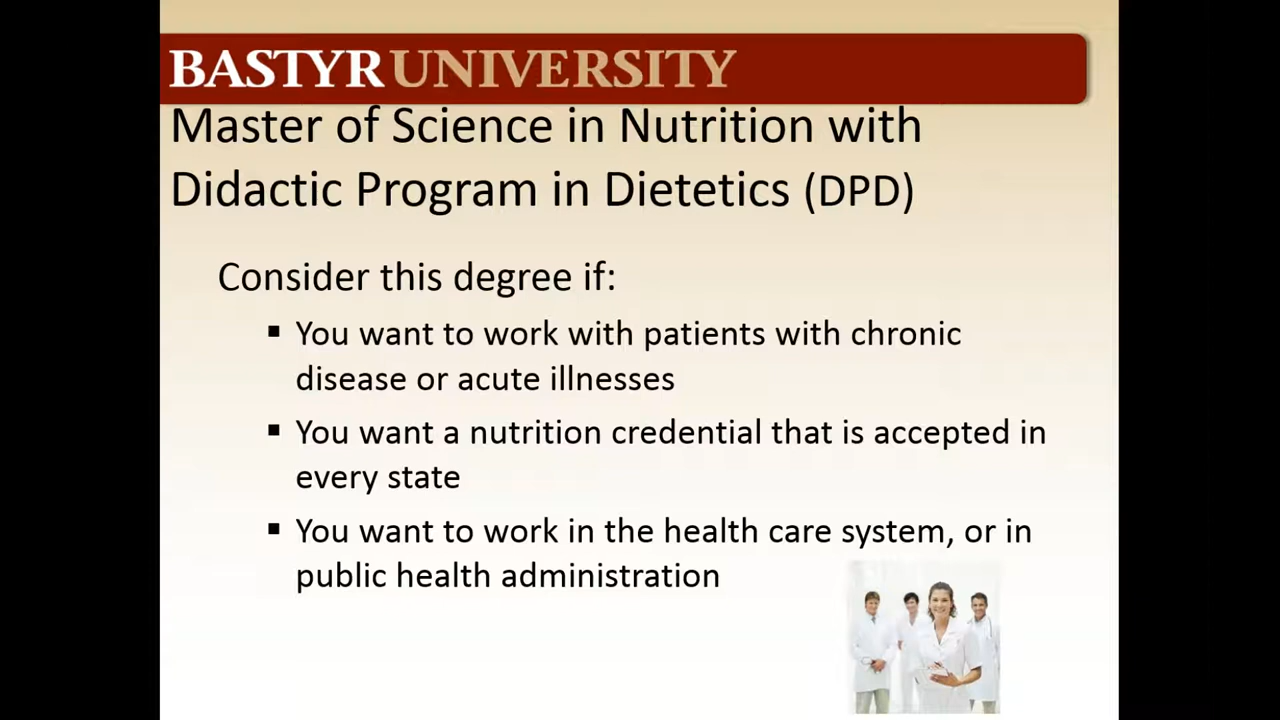 BASTYR UNIVERSITY
Master of Science in Nutrition with
Didactic Program in Dietetics (DPD)
Consider this degree if:
▪ You want to work with patients with chronic
disease or acute illnesses
▪ You want a nutrition credential that is accepted in
every state
▪ You want to work in the health care system, or in
public health administration